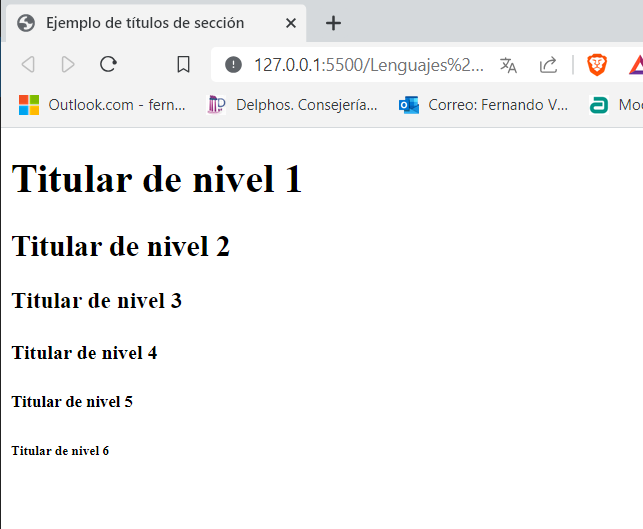 Ejemplo de títulos de sección
127.0.0.1:5500/Lenguajes%2...
Outlook.com - fern... Delphos. Consejería... Correo: Fernando V... Moo
Titular de nivel 1
Titular de nivel 2
Titular de nivel 3
Titular de nivel 4
Titular de nivel 5
Titular de nivel 6